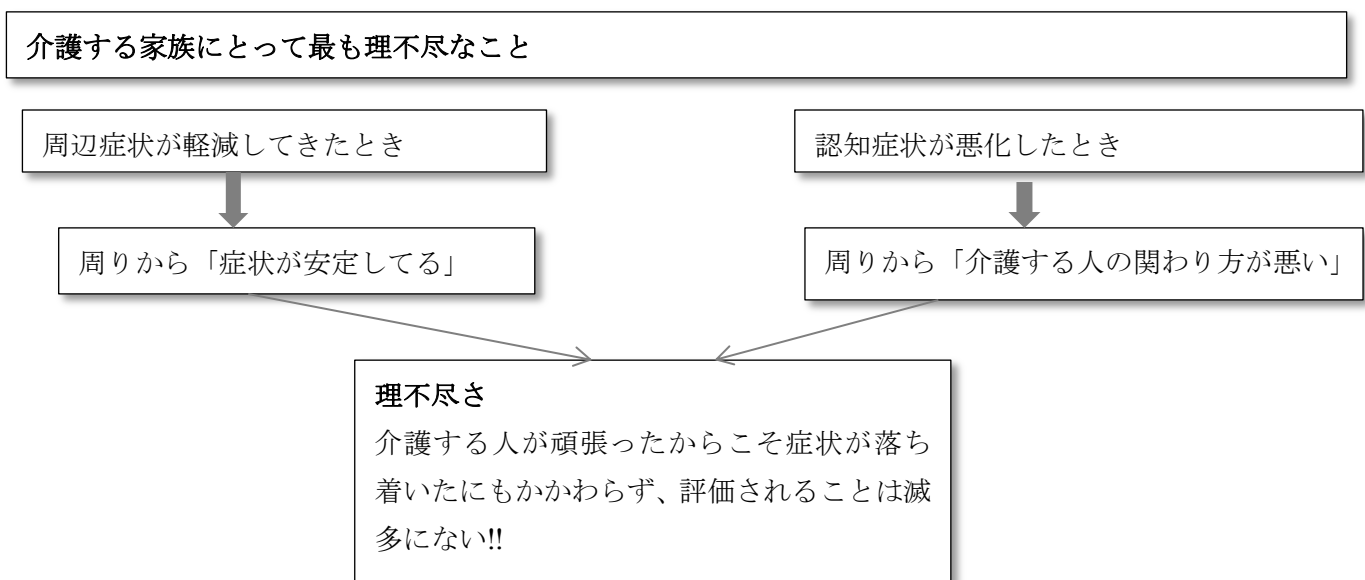 介護する家族にとって最も理不尽なこと
周辺症状が軽減してきたとき
認知症状が悪化したとき
周りから「症状が安定してる」
周りから「介護する人の関わり方が悪い」
理不尽さ
介護する人が頑張ったからこそ症状が落ち
着いたにもかかわらず、評価されることは滅
多にない!!